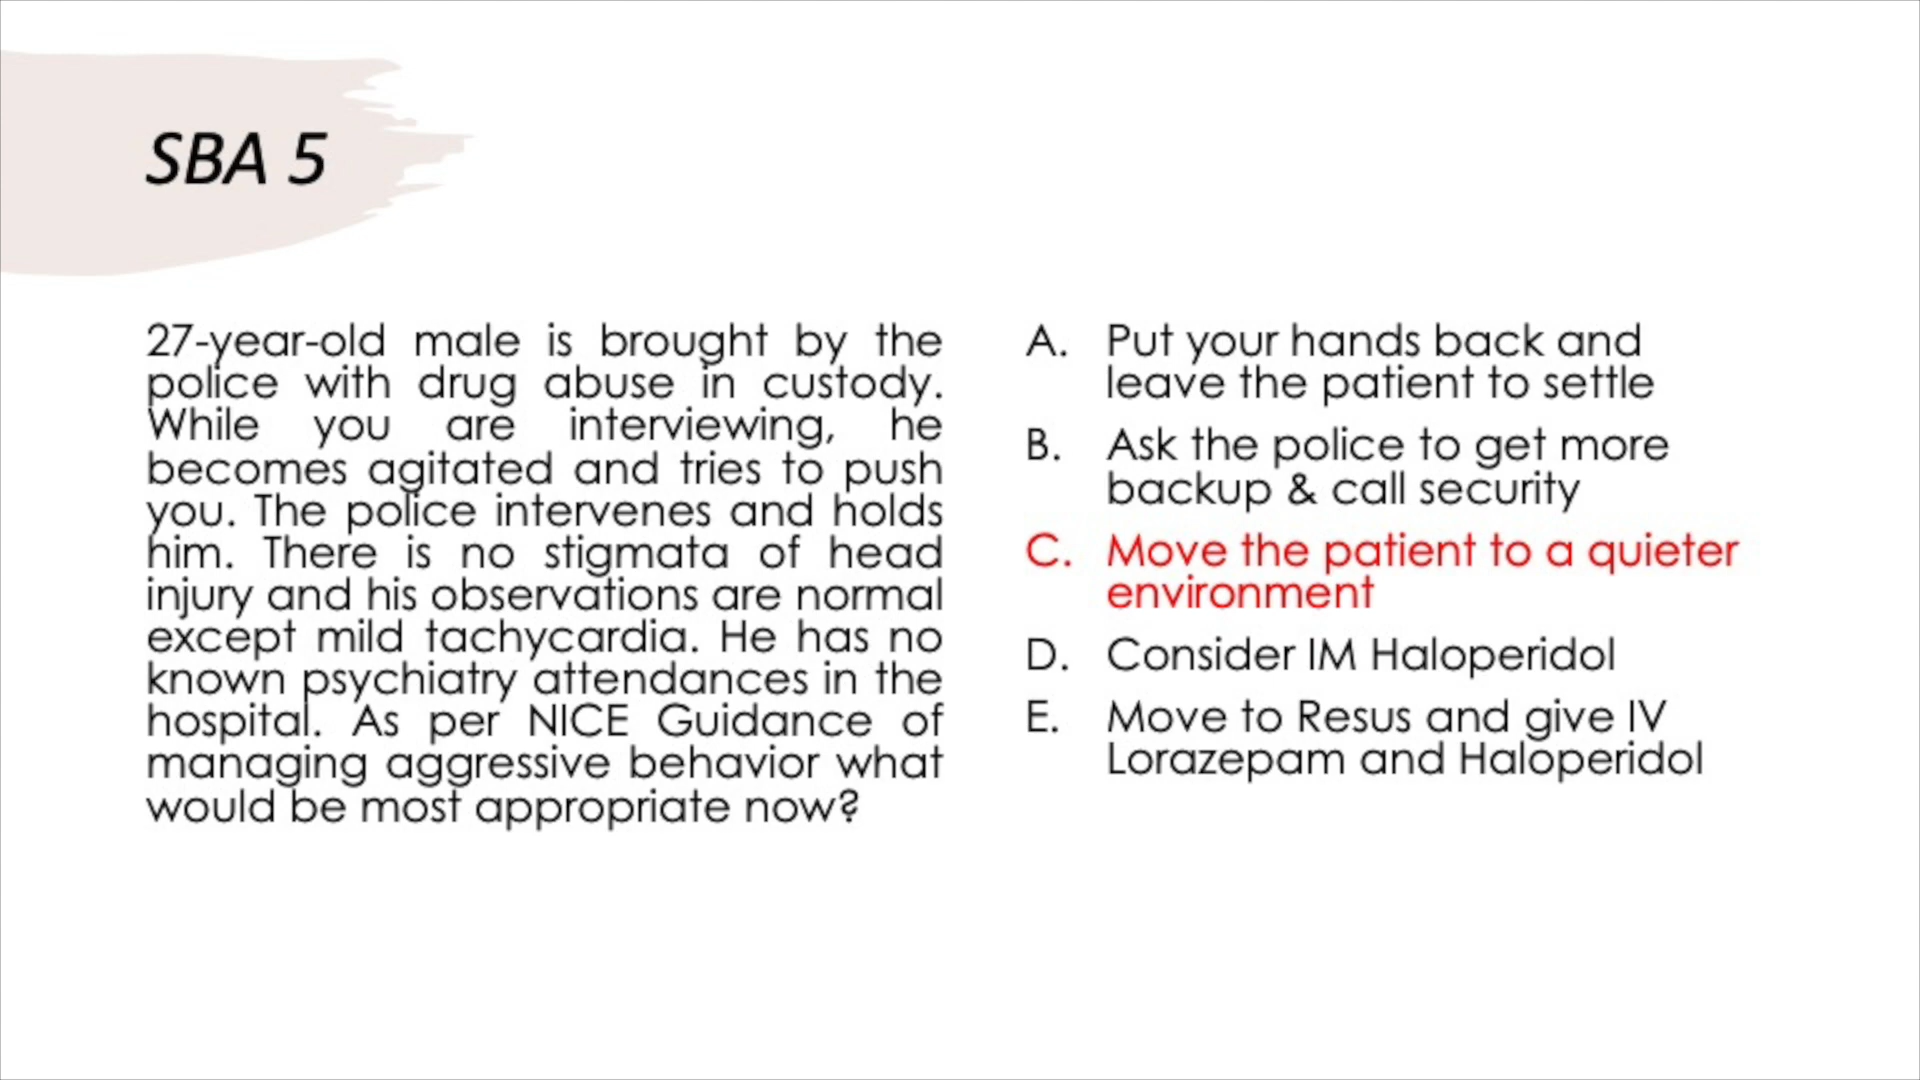 SBA 5
27-year-old male is brought by the
police with drug abuse in custody.
While you are interviewing, he
becomes agitated and tries to push
you. The police intervenes and holds
him. There is no stigmata of head
injury and his observations are normal
except mild tachycardia. He has no
known psychiatry attendances in the
hospital. As per NICE Guidance of
managing aggressive behavior what
would be most appropriate now?
A. Put your hands back and
leave the patient to settle
B. Ask the police to get more
backup & call security
C. Move the patient to a quieter
environment
D. Consider IM Haloperidol
E. Move to Resus and give IV
Lorazepam and Haloperidol